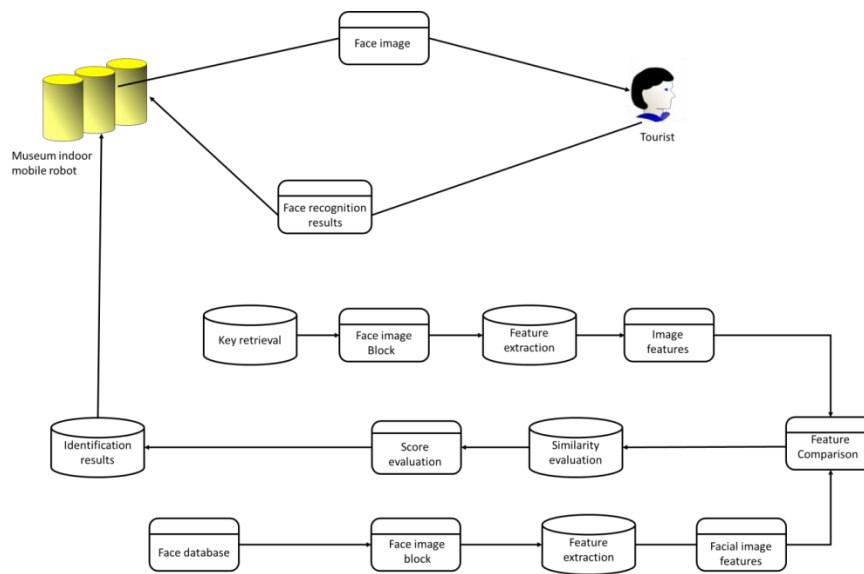 Face image
Museum indoor
mobile robot
Tourist
Face recognition
results
Key retrieval
Face image
Block
Feature
extraction
Image
features
Identification
results
Score
evaluation
Similarity
evaluation
Feature
Comparison
Face database
Face image
block
Feature
extraction
Facial image
features